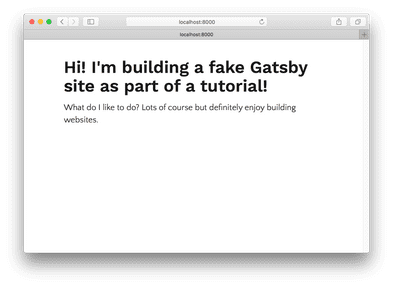 localhost:8000
localhost:8000
Hi! I'm building a fake Gatsby
site as part of a tutorial!
What do I like to do? Lots of course but definitely enjoy building
websites.